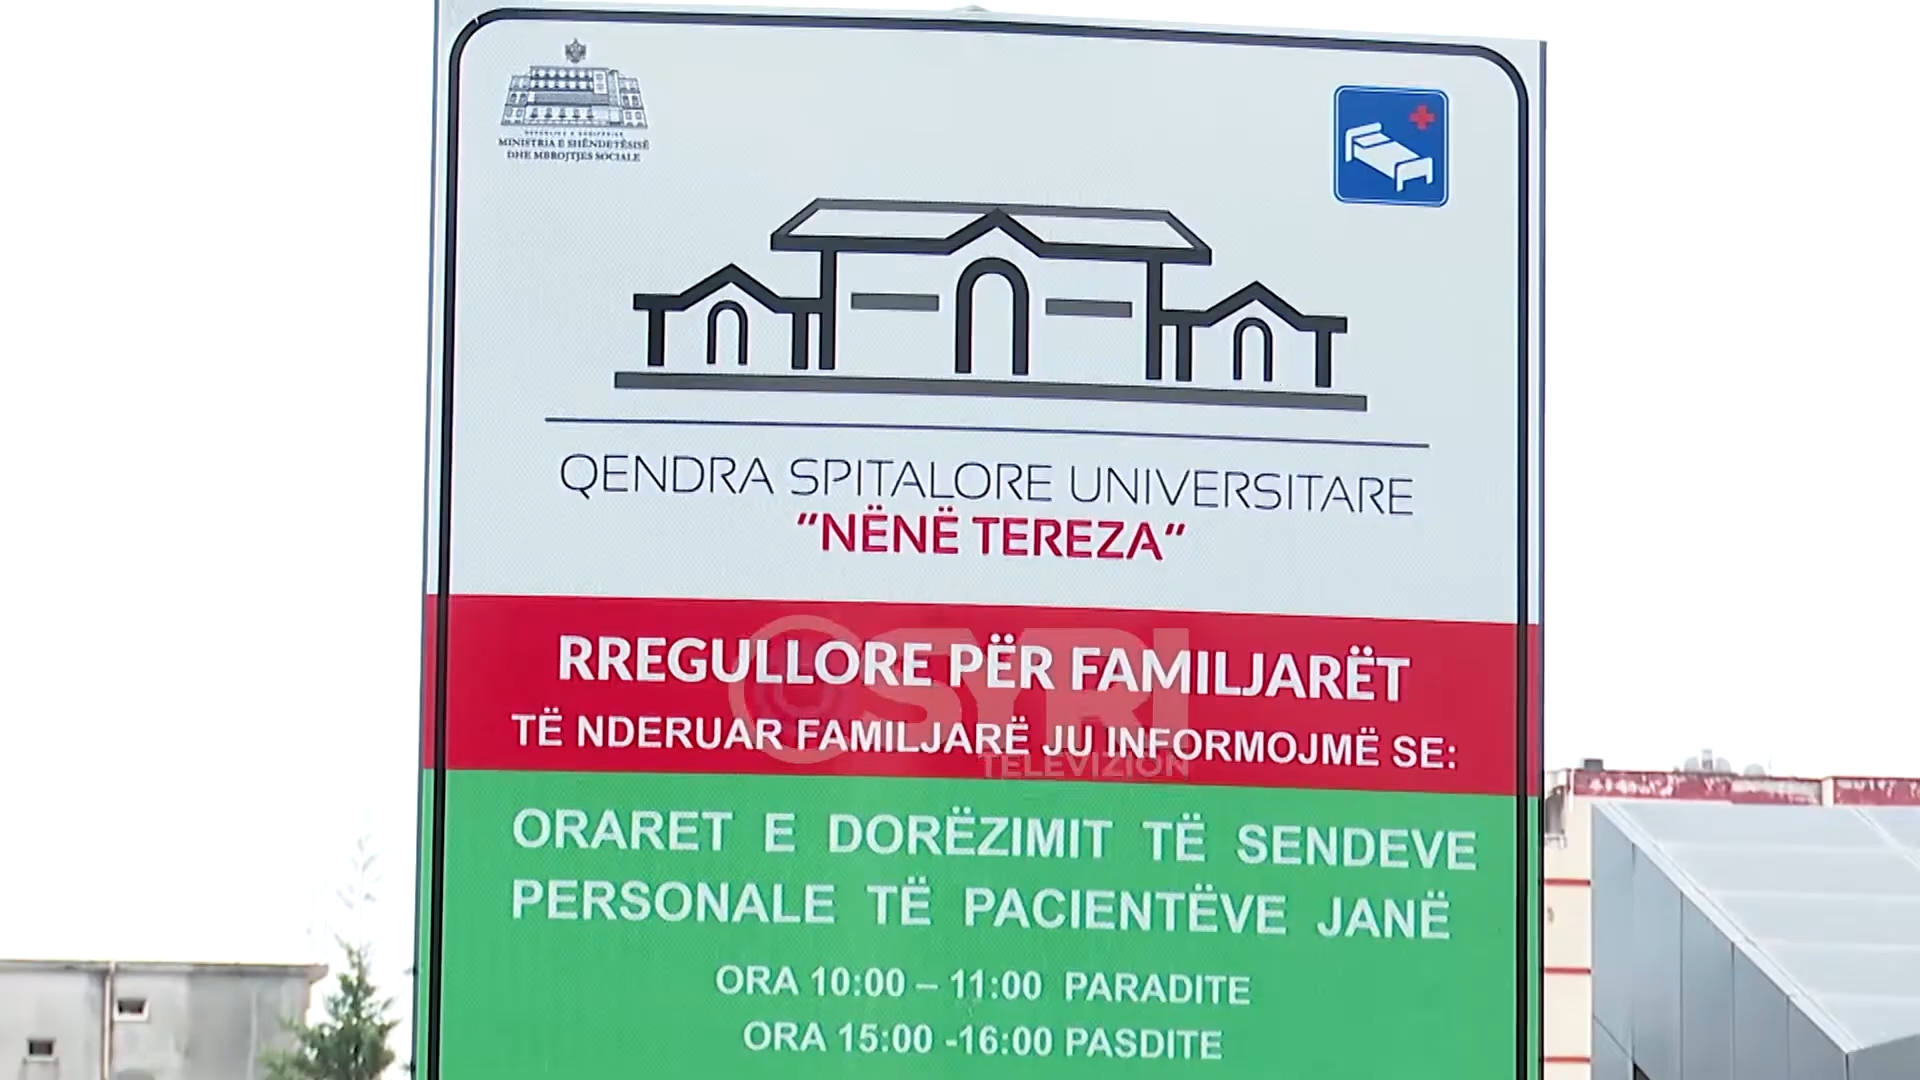 REPUBLIKA E SHQIPËRISË
MINISTRIA E SHËNDETËSISË
DHE MBROJTJES SOCIALE
QENDRA SPITALORE UNIVERSITARE
"NËNË TEREZA"
RREGULLORE PËR FAMILJARËT
TË NDERUAR FAMILJARË JU INFORMOJMË SE:
SYRI
TELEVIZION
ORARET E DORËZIMIT TË SENDEVE
PERSONALE TË PACIENTËVE JANË
ORA 10:00 – 11:00 PARADITE
ORA 15:00 -16:00 PASDITE